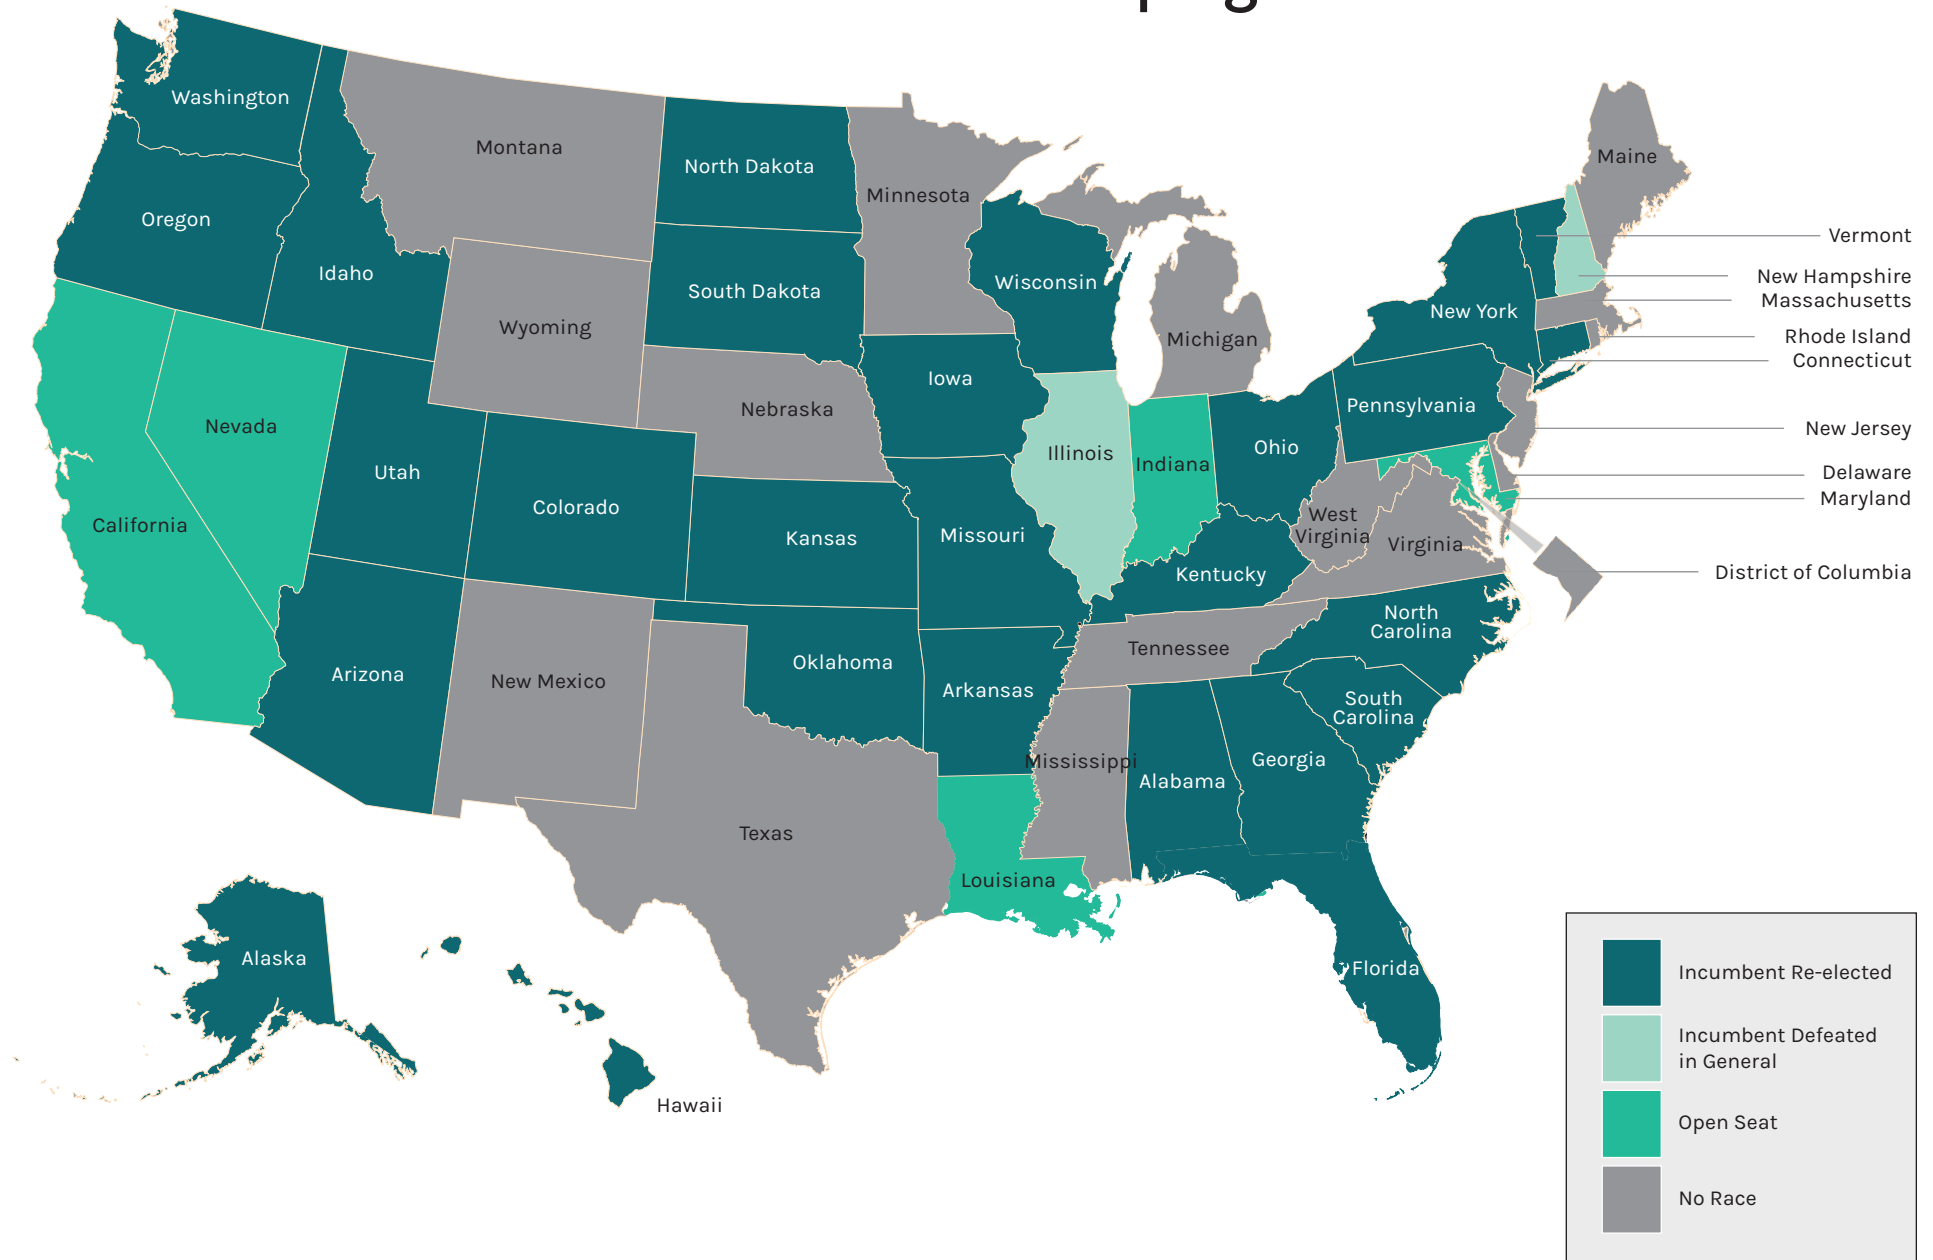 Washington
Montana
North Dakota
Minnesota
Maine
Oregon
Idaho
Vermont
Wyoming
South Dakota
Wisconsin
New Hampshire
Massachusetts
New York
Michigan
Rhode Island
Connecticut
Iowa
Nebraska
Pennsylvania
Nevada
New Jersey
Utah
Illinois
Indiana
Ohio
Delaware
Maryland
California
Colorado
Kansas
Missouri
West
Virginia
Virginia
Kentucky
District of Columbia
North
Carolina
Tennessee
Arizona
New Mexico
Oklahoma
Arkansas
South
Carolina
Mississippi
Alabama
Georgia
Texas
Louisiana
Alaska
Florida
Hawaii
Incumbent Re-elected
Incumbent Defeated
in General
Open Seat
No Race